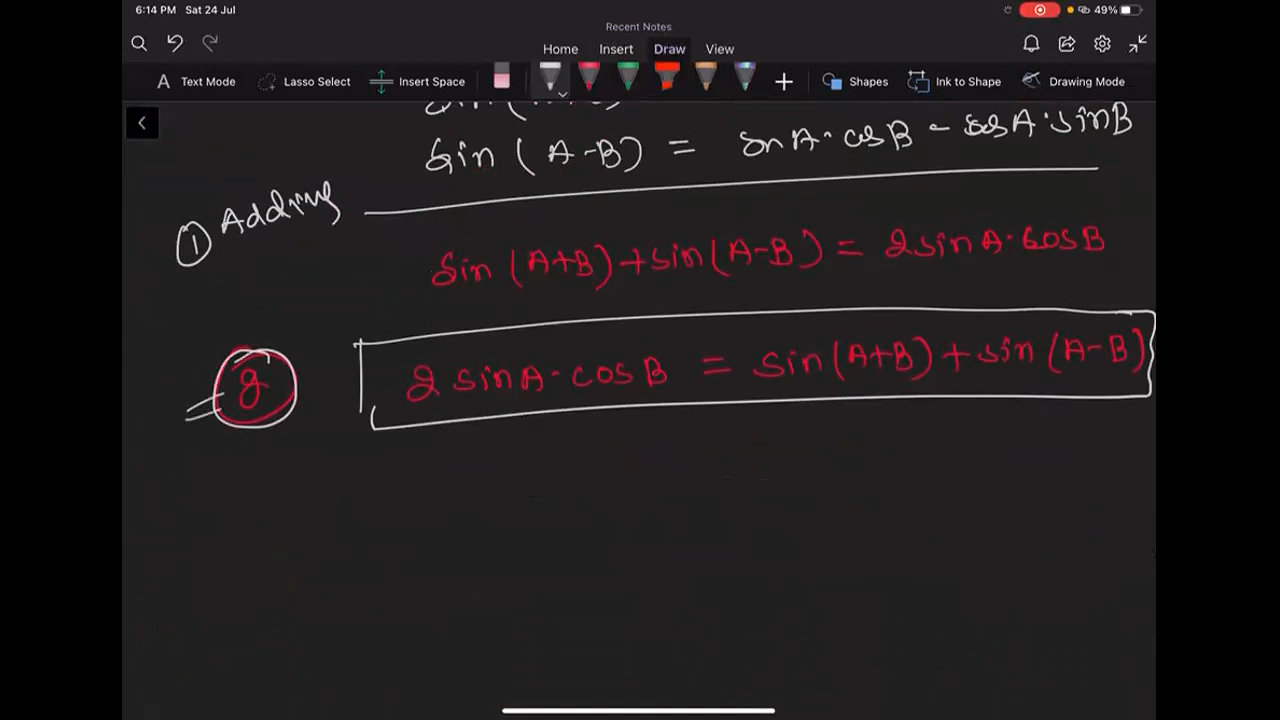 6:14 PM Sat 24 Jul
49%
Recent Notes
Home Insert Draw View
Text Mode Lasso Select Insert Space Shapes Ink to Shape Drawing Mode
Sin (A-B) = sinA·cosB - cosA·sinB
① Adding
Sin (A+B)+sin(A-B) = 2sinA·cosB
8 2 sinA·cosB = sin(A+B)+sin(A-B)